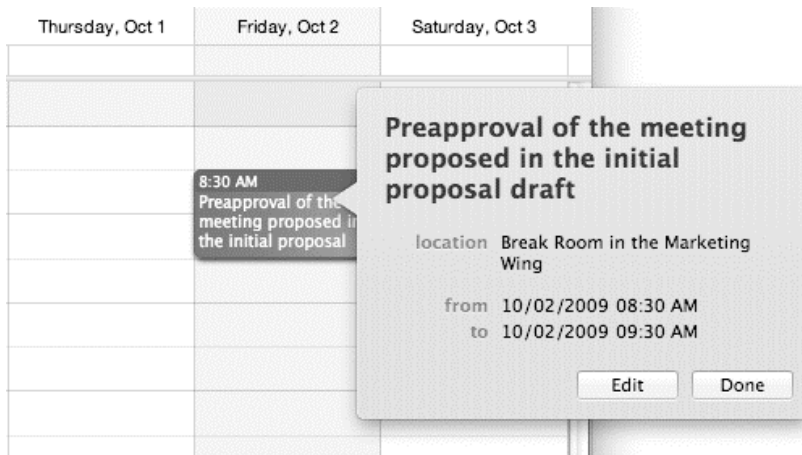 Thursday, Oct 1
Friday, Oct 2
Saturday, Oct 3
8:30 AM
Preapproval of the
meeting proposed in
the initial proposal
Preapproval of the meeting
proposed in the initial
proposal draft
location Break Room in the Marketing
Wing
from 10/02/2009 08:30 AM
to 10/02/2009 09:30 AM
Edit
Done